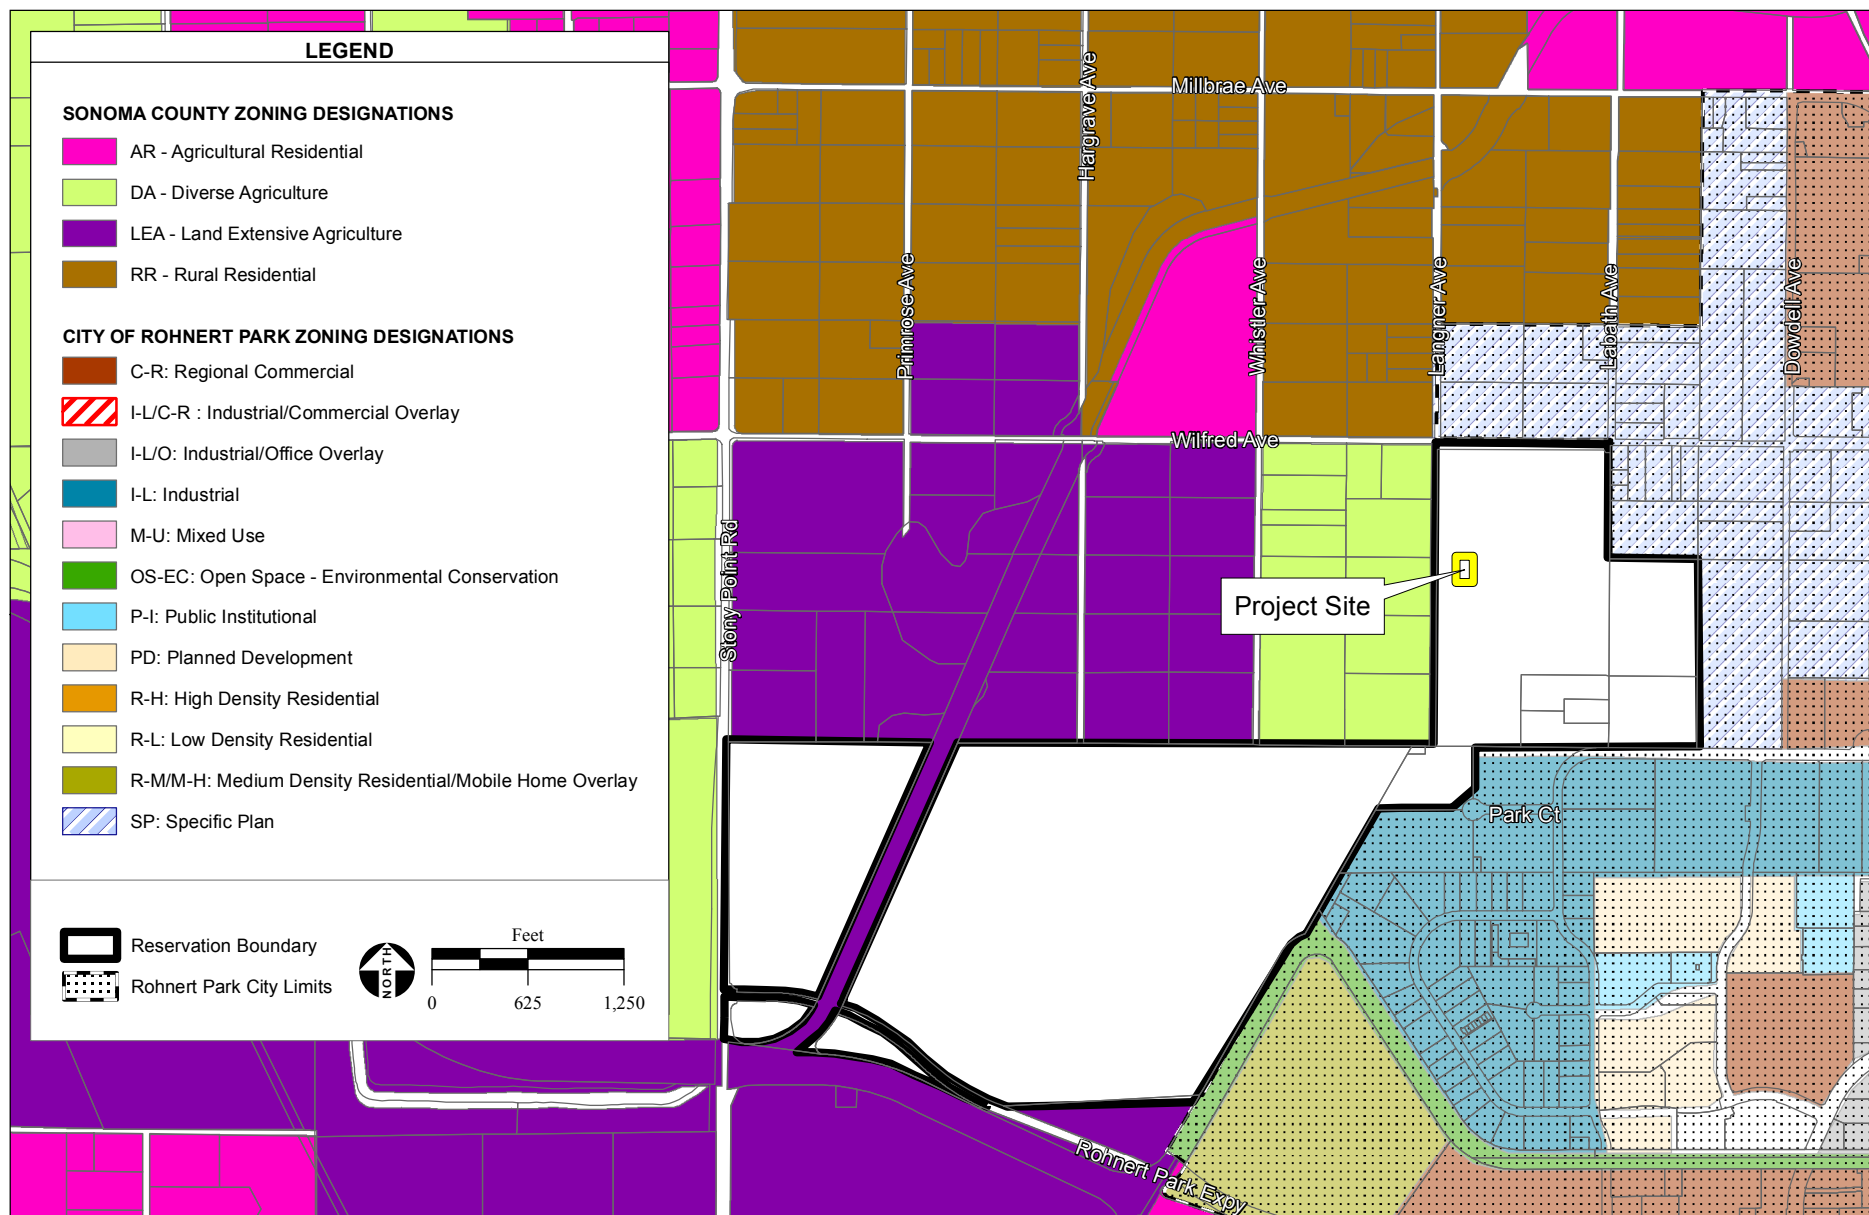 LEGEND
SONOMA COUNTY ZONING DESIGNATIONS
AR - Agricultural Residential
DA - Diverse Agriculture
LEA - Land Extensive Agriculture
RR - Rural Residential
CITY OF ROHNERT PARK ZONING DESIGNATIONS
C-R: Regional Commercial
I-L/C-R : Industrial/Commercial Overlay
I-L/O: Industrial/Office Overlay
I-L: Industrial
M-U: Mixed Use
OS-EC: Open Space - Environmental Conservation
P-I: Public Institutional
PD: Planned Development
R-H: High Density Residential
R-L: Low Density Residential
R-M/M-H: Medium Density Residential/Mobile Home Overlay
SP: Specific Plan
Reservation Boundary
Rohnert Park City Limits
NORTH
Feet
0 625 1,250
Millbrae Ave
Hargrave Ave
Primrose Ave
Whistler Ave
Langner Ave
Labath Ave
Dowdell Ave
Wilfred Ave
Stony Point Rd
Project Site
Park Ct
Rohnert Park Expy